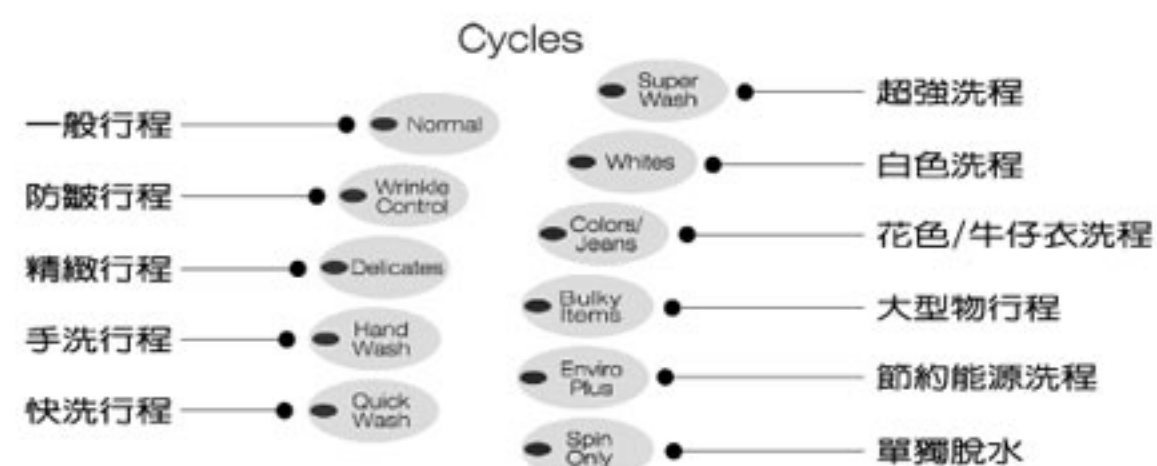 Cycles
一般行程
Normal
防皺行程
Wrinkle
Control
精緻行程
Delicates
手洗行程
Hand
Wash
快洗行程
Quick
Wash
Super
Wash
超強洗程
Whites
白色洗程
Colors/
Jeans
花色/牛仔衣洗程
Bulky
Items
大型物行程
Enviro
Plus
節約能源洗程
Spin
Only
單獨脫水